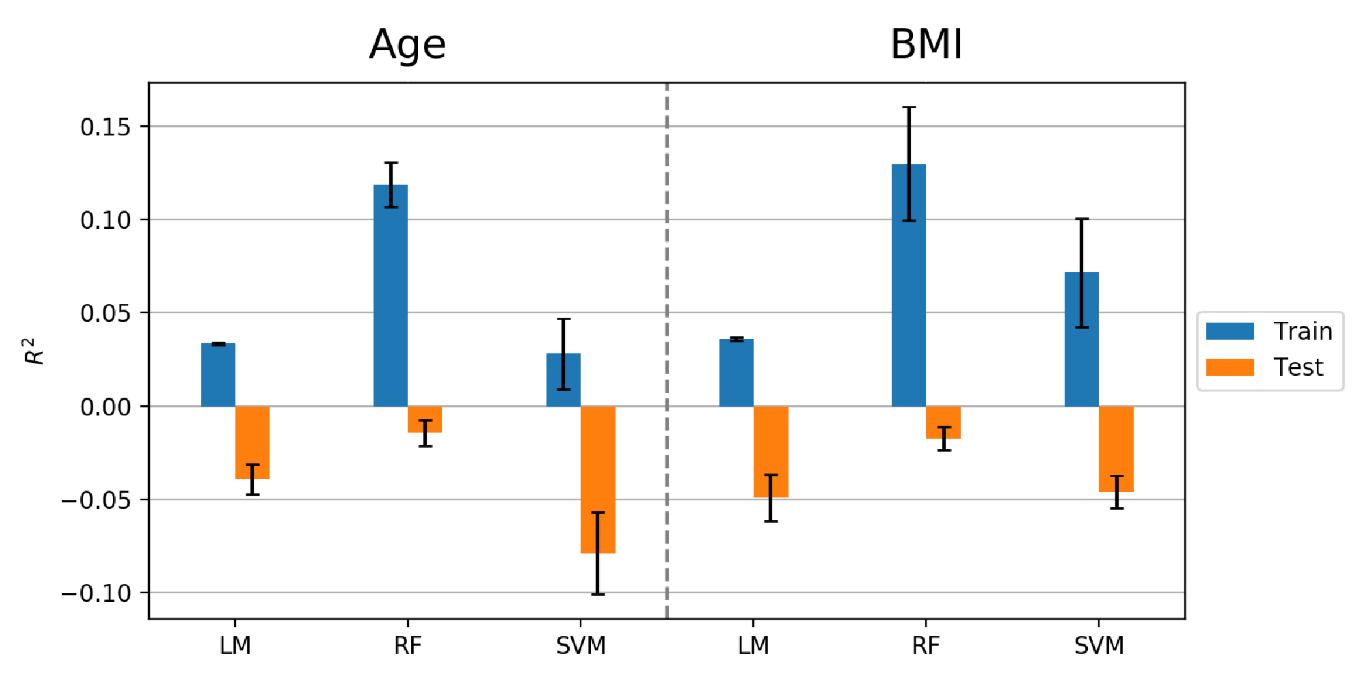 Age
BMI
0.15
0.10
0.05
0.00
−0.05
−0.10
R²
LM
RF
SVM
LM
RF
SVM
Train
Test